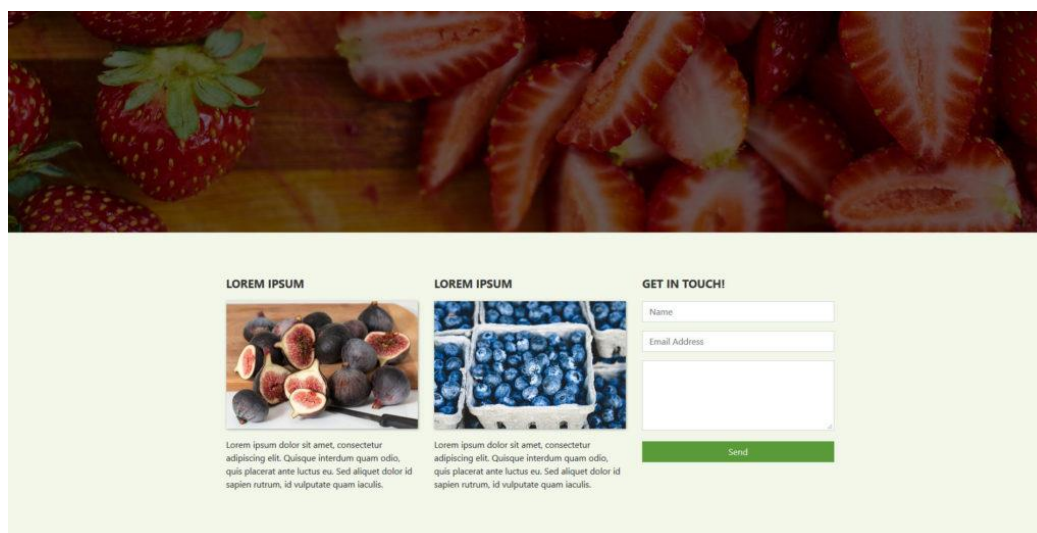 LOREM IPSUM
Lorem ipsum dolor sit amet, consectetur
adipiscing elit. Quisque interdum quam odio,
quis placerat ante luctus eu. Sed aliquet dolor id
sapien rutrum, id vulputate quam iaculis.
LOREM IPSUM
Lorem ipsum dolor sit amet, consectetur
adipiscing elit. Quisque interdum quam odio,
quis placerat ante luctus eu. Sed aliquet dolor id
sapien rutrum, id vulputate quam iaculis.
GET IN TOUCH!
Name
Email Address
Send